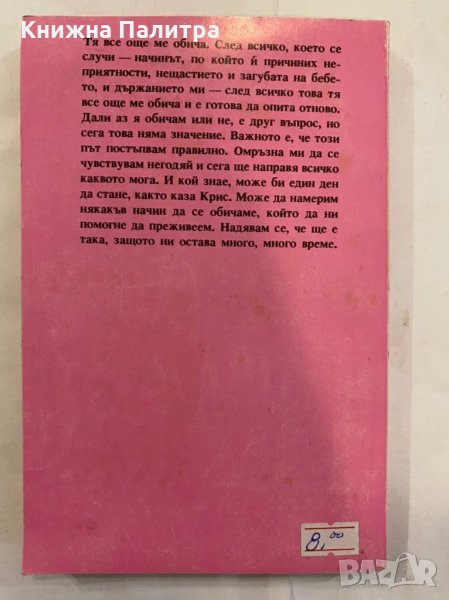 Книжна Палитра
Тя все още ме обича. След всичко, което се
случи — начинът, по който ѝ причиних не-
приятности, нещастието и загубата на бебе-
то, и държанието ми — след всичко това тя
все още ме обича и е готова да опита отново.
Дали аз я обичам или не, е друг въпрос, но
сега това няма значение. Важното е, че този
път постъпвам правилно. Омръзна ми да се
чувствувам негодяй и сега ще направя всичко
каквото мога. И кой знае, може би един ден
да стане, както каза Крис. Може да намерим
някакъв начин да се обичаме, който да ни
помогне да преживеем. Надявам се, че ще е
така, защото ни остава много, много време.
8,00
BAZAR